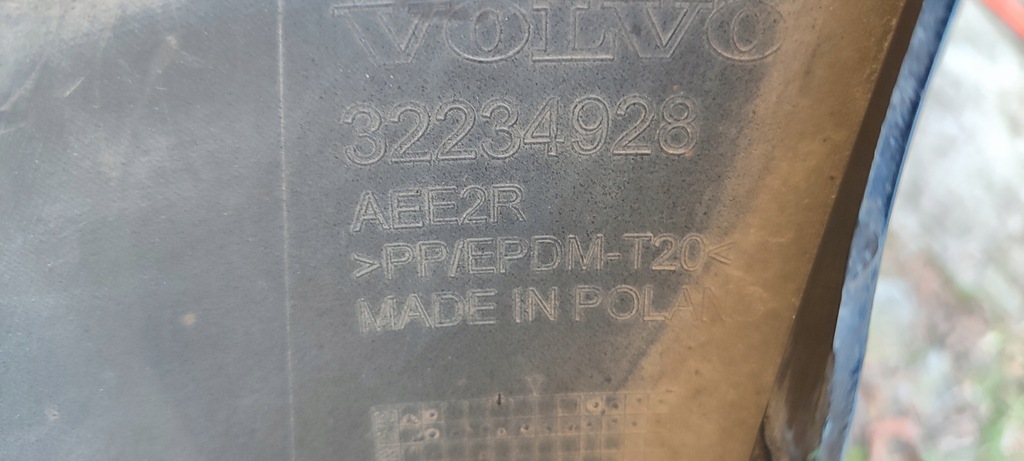 VOLVO
32234928
AEE2R
>PP/EPDM-T20<
MADE IN POLAN